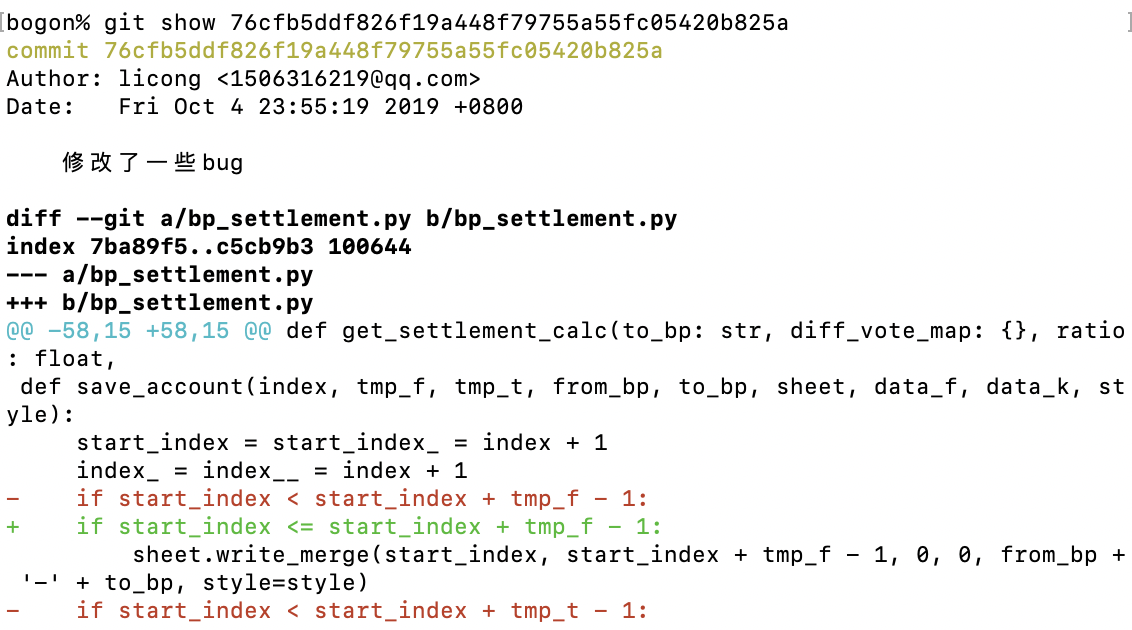 [bogon% git show 76cfb5ddf826f19a448f79755a55fc05420b825a ]
commit 76cfb5ddf826f19a448f79755a55fc05420b825a
Author: licong <1506316219@qq.com>
Date:   Fri Oct 4 23:55:19 2019 +0800
    修改了一些bug
diff --git a/bp_settlement.py b/bp_settlement.py
index 7ba89f5..c5cb9b3 100644
--- a/bp_settlement.py
+++ b/bp_settlement.py
@@ -58,15 +58,15 @@ def get_settlement_calc(to_bp: str, diff_vote_map: {}, ratio
: float,
 def save_account(index, tmp_f, tmp_t, from_bp, to_bp, sheet, data_f, data_k, st
yle):
     start_index = start_index_ = index + 1
     index_ = index__ = index + 1
-    if start_index < start_index + tmp_f - 1:
+    if start_index <= start_index + tmp_f - 1:
         sheet.write_merge(start_index, start_index + tmp_f - 1, 0, 0, from_bp +
 '-' + to_bp, style=style)
-    if start_index < start_index + tmp_t - 1: